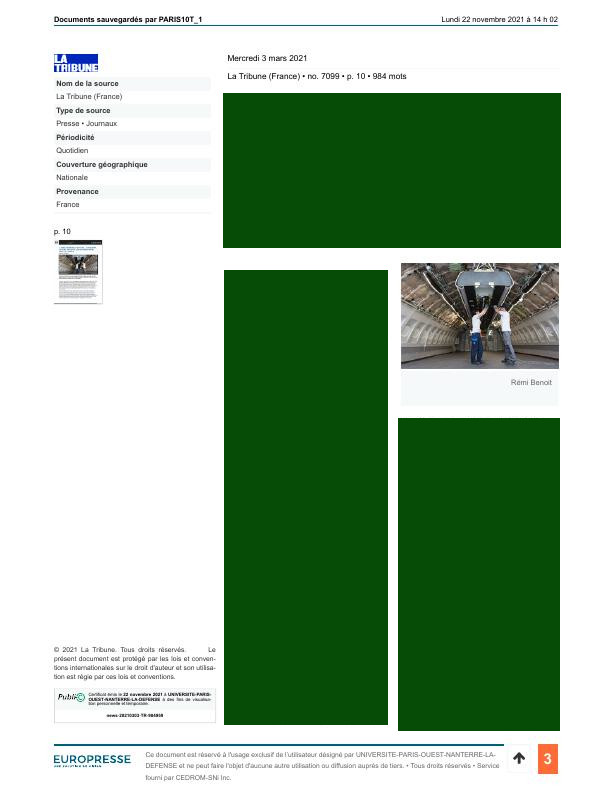 Documents sauvegardés par PARIS10T_1
Lundi 22 novembre 2021 à 14 h 02
LA
TRIBUNE
Nom de la source
La Tribune (France)
Type de source
Presse • Journaux
Périodicité
Quotidien
Couverture géographique
Nationale
Provenance
France
p. 10
Mercredi 3 mars 2021
La Tribune (France) • no. 7099 • p. 10 • 984 mots
Rémi Benoit
© 2021 La Tribune. Tous droits réservés. Le
présent document est protégé par les lois et conven-
tions internationales sur le droit d'auteur et son utilisa-
tion est régie par ces lois et conventions.
Publi©
Certificat émis le 22 novembre 2021 à UNIVERSITE-PARIS-
OUEST-NANTERRE-LA-DEFENSE à des fins de visualisa-
tion personnelle et temporaire.
news·20210303·TR·984959
EUROPRESSE
Ce document est réservé à l'usage exclusif de l'utilisateur désigné par UNIVERSITE-PARIS-OUEST-NANTERRE-LA-
DEFENSE et ne peut faire l'objet d'aucune autre utilisation ou diffusion auprès de tiers. • Tous droits réservés • Service
fourni par CEDROM-SNi Inc.
3